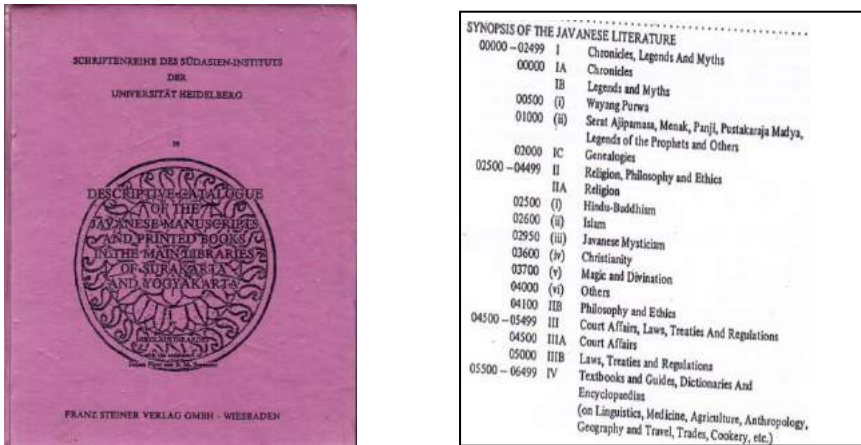 SCHRIFTENREIHE DES SÜDASIEN-INSTITUTS
DER
UNIVERSITÄT HEIDELBERG
DESCRIPTIVE CATALOGUE
OF THE
JAVANESE MANUSCRIPTS
AND PRINTED BOOKS
IN THE MAIN LIBRARIES
OF SURAKARTA
AND YOGYAKARTA
FRANZ STEINER VERLAG GMBH - WIESBADEN
SYNOPSIS OF THE JAVANESE LITERATURE
00000 – 02499 I Chronicles, Legends And Myths
00000 IA Chronicles
IB Legends and Myths
00500 (i) Wayang Purwa
01000 (ii) Serat Ajipamasa, Menak, Panji, Pustakaraja Madya,
Legends of the Prophets and Others
02000 IC Genealogies
02500 – 04499 II Religion, Philosophy and Ethics
IIA Religion
02500 (i) Hindu-Buddhism
02600 (ii) Islam
02950 (iii) Javanese Mysticism
03600 (iv) Christianity
03700 (v) Magic and Divination
04000 (vi) Others
04100 IIB Philosophy and Ethics
04500 – 05499 III Court Affairs, Laws, Treaties and Regulations
04500 IIIA Court Affairs
05000 IIIB Laws, Treaties and Regulations
05500 – 06499 IV Textbooks and Guides, Dictionaries And
Encyclopaedias
(on Linguistics, Medicine, Agriculture, Anthropology,
Geography and Travel, Trades, Cookery, etc.)